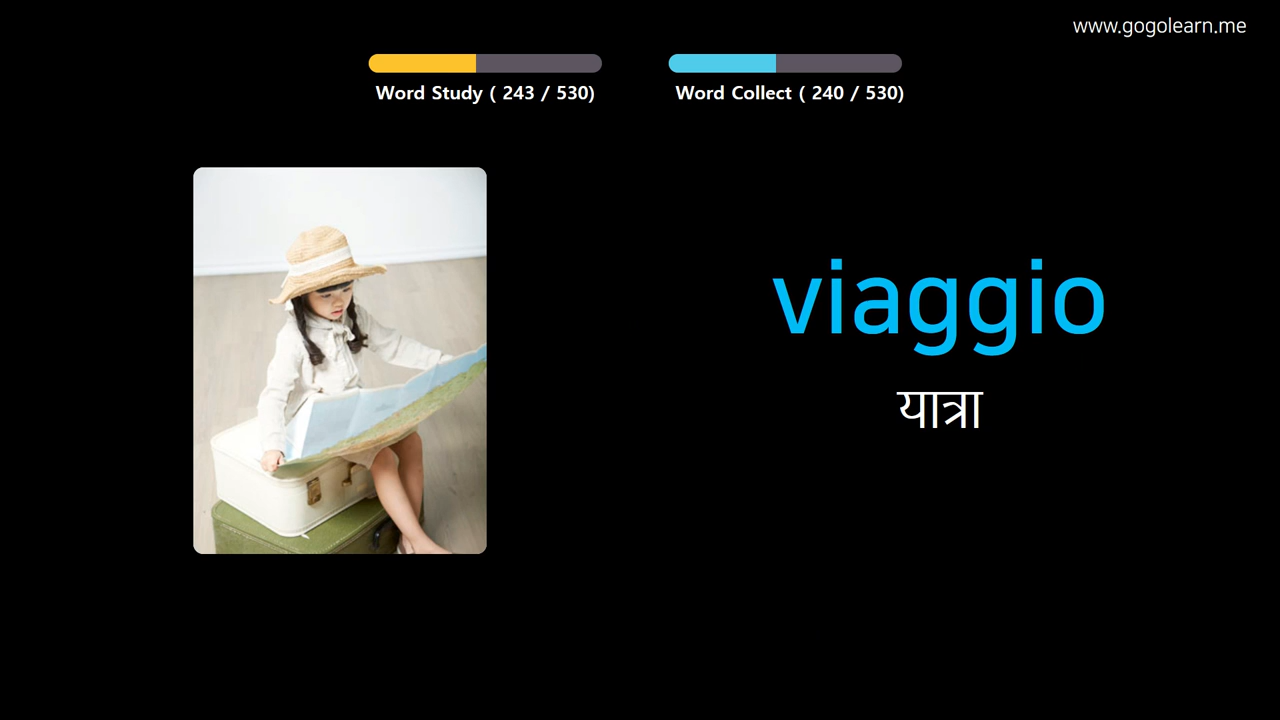 www.gogolearn.me
Word Study ( 243 / 530)
Word Collect ( 240 / 530)
viaggio
यात्रा